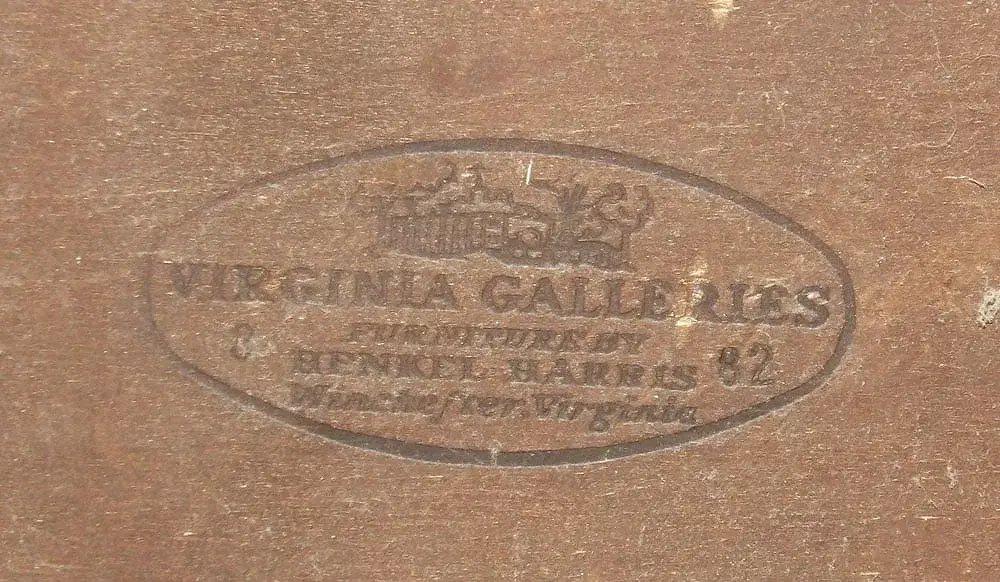 VIRGINIA GALLERIES
FURNITURE BY
8 HENKEL HARRIS 82
Winchester, Virginia